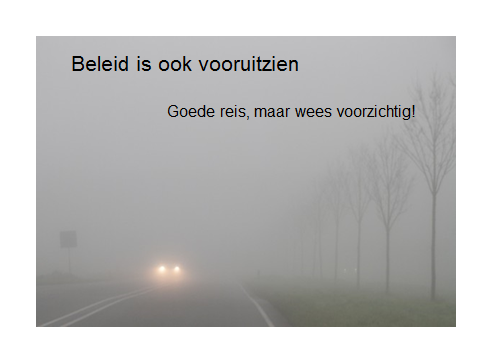 Beleid is ook vooruitzien
Goede reis, maar wees voorzichtig!